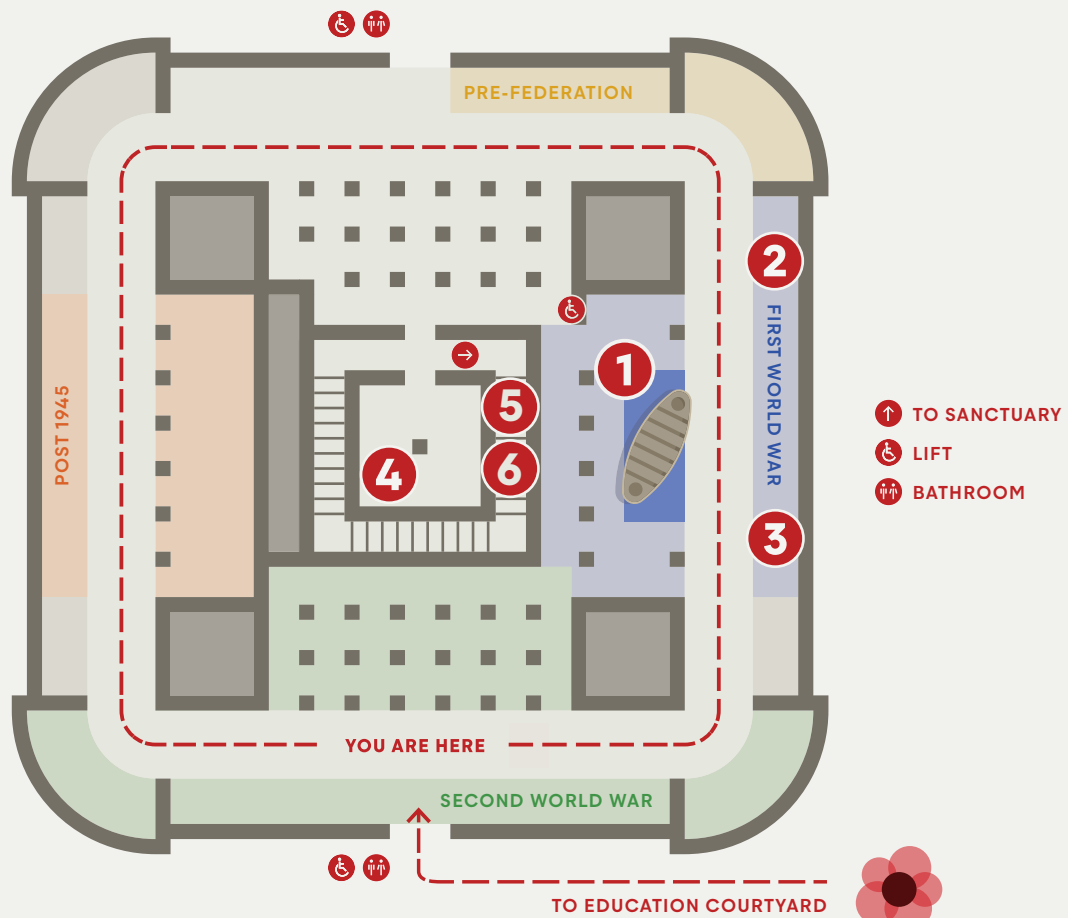 PRE-FEDERATION
2
FIRST WORLD WAR
1
5
6
4
3
POST 1945
TO SANCTUARY
LIFT
BATHROOM
YOU ARE HERE
SECOND WORLD WAR
TO EDUCATION COURTYARD